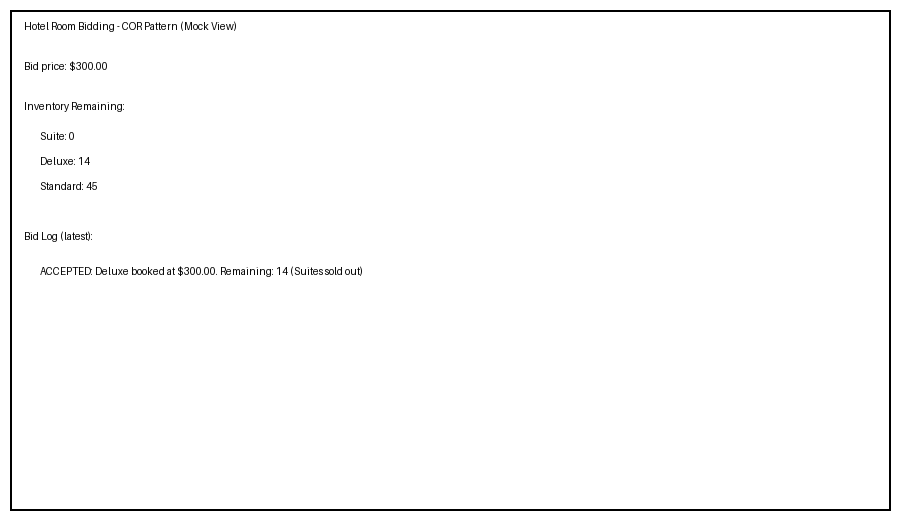 Hotel Room Bidding - COR Pattern (Mock View)
Bid price: $300.00
Inventory Remaining:
Suite: 0
Deluxe: 14
Standard: 45
Bid Log (latest):
ACCEPTED: Deluxe booked at $300.00. Remaining: 14 (Suites sold out)